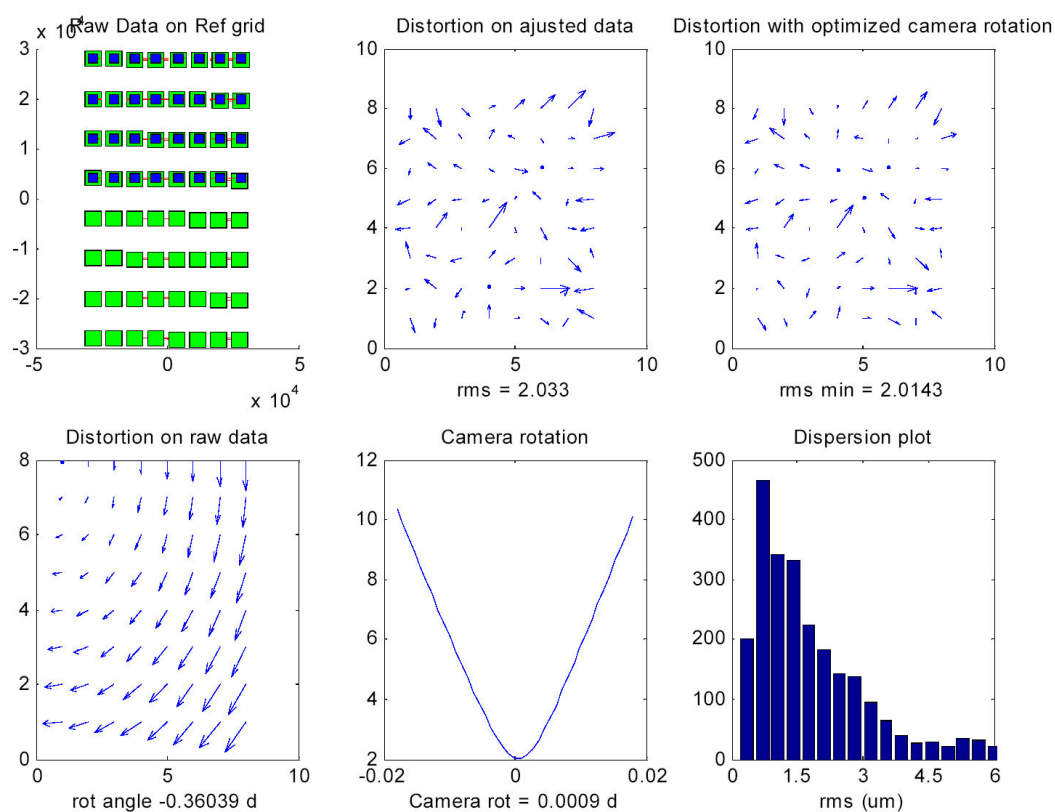 Raw Data on Ref grid
x 10^4
3
2
1
0
-1
-2
-3
-5 0 5
x 10^4
Distortion on ajusted data
10
8
6
4
2
0
0 5 10
rms = 2.033
Distortion with optimized camera rotation
10
8
6
4
2
0
0 5 10
rms min = 2.0143
Distortion on raw data
8
6
4
2
0
0 5 10
rot angle -0.36039 d
Camera rotation
12
10
8
6
4
2
-0.02 0 0.02
Camera rot = 0.0009 d
Dispersion plot
500
400
300
200
100
0
0 1.5 3 4.5 6
rms (um)